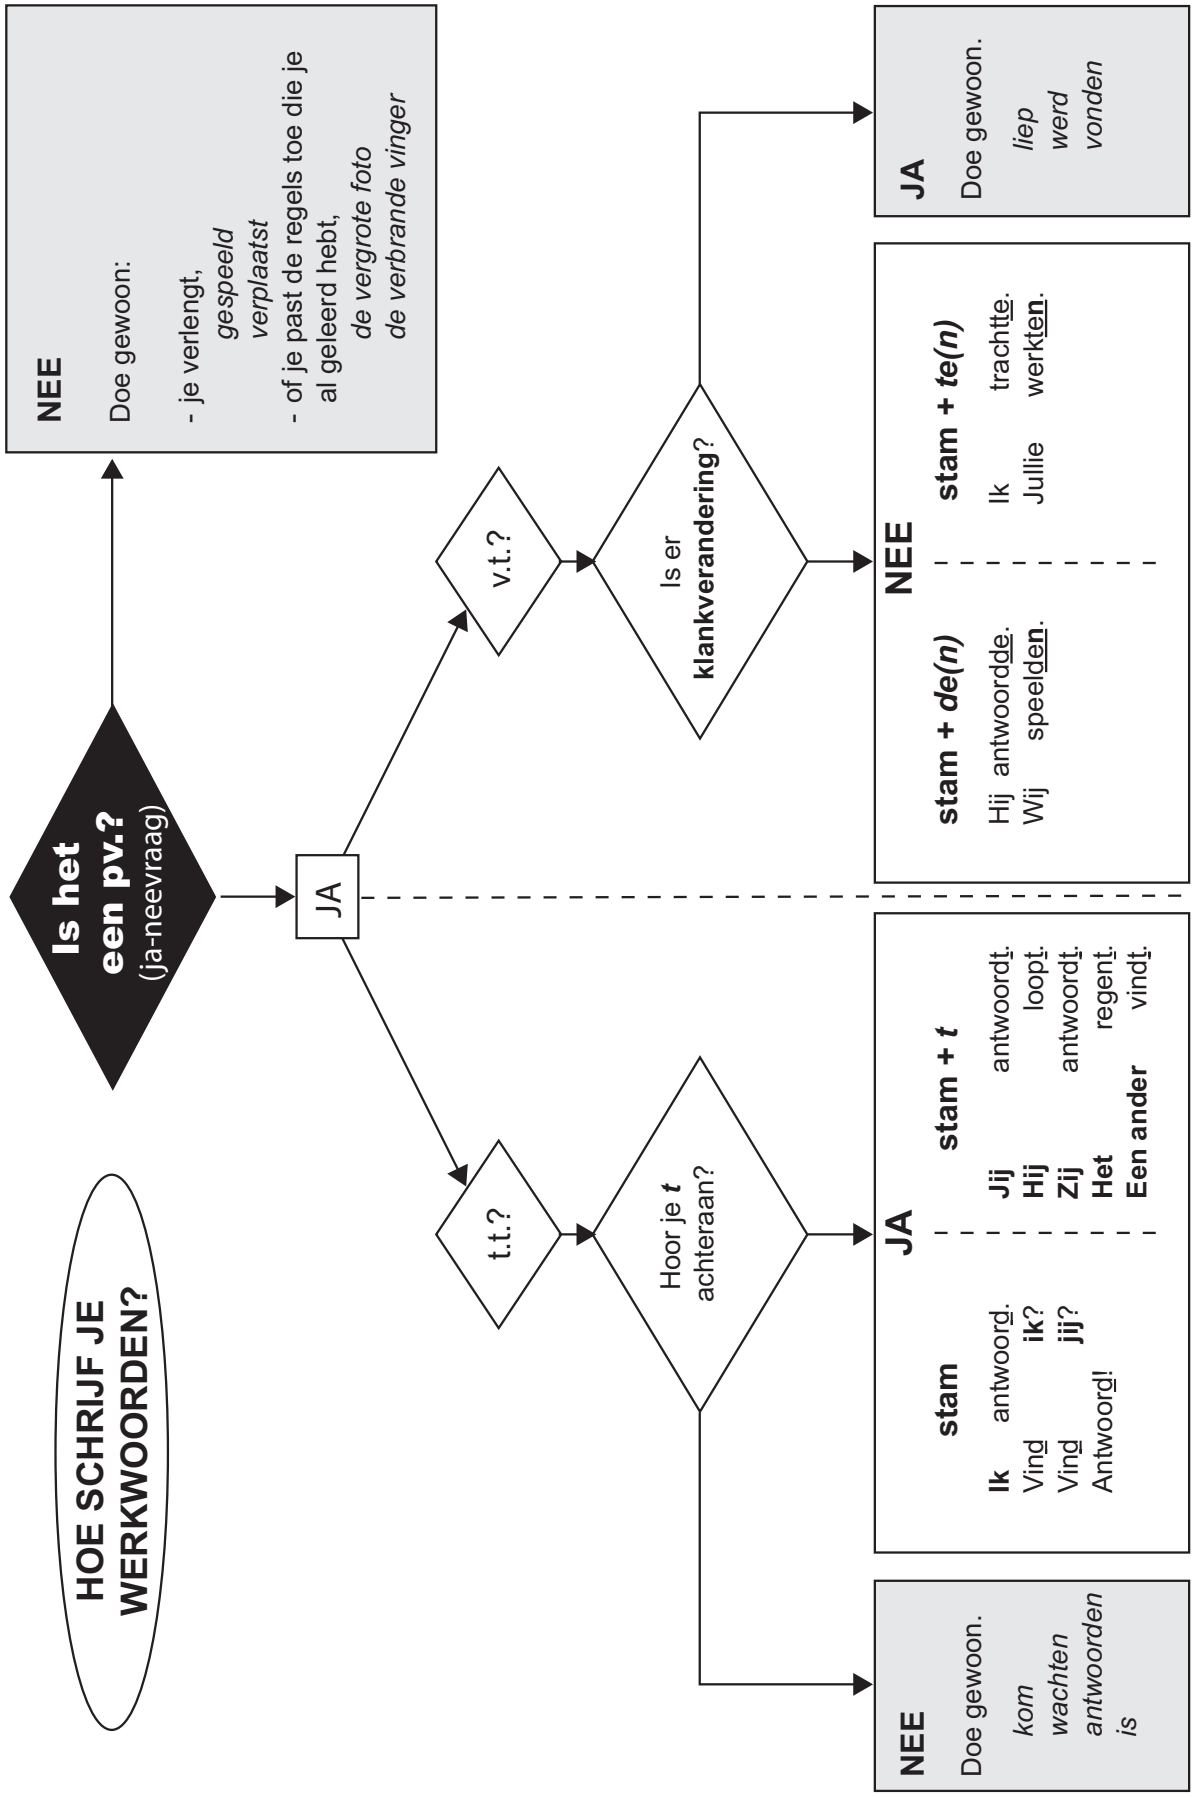 HOE SCHRIJF JE
WERKWOORDEN?
Is het
een pv.?
(ja-neevraag)
NEE
Doe gewoon:
- je verlengt,
gespeeld
verplaatst
- of je past de regels toe die je
al geleerd hebt,
de vergrote foto
de verbrande vinger
JA
t.t.?
v.t.?
Hoor je t
achteraan?
Is er
klankverandering?
NEE
Doe gewoon.
kom
wachten
antwoorden
is
JA
stam
Ik antwoord.
Vind ik?
Vind jij?
Antwoord!
stam + t
Jij antwoordt.
Hij loopt.
Zij antwoordt.
Het regent.
Een ander vindt.
NEE
stam + de(n)
Hij antwoordde.
Wij speelden.
stam + te(n)
Ik trachtte.
Jullie werkten.
JA
Doe gewoon.
liep
werd
vonden